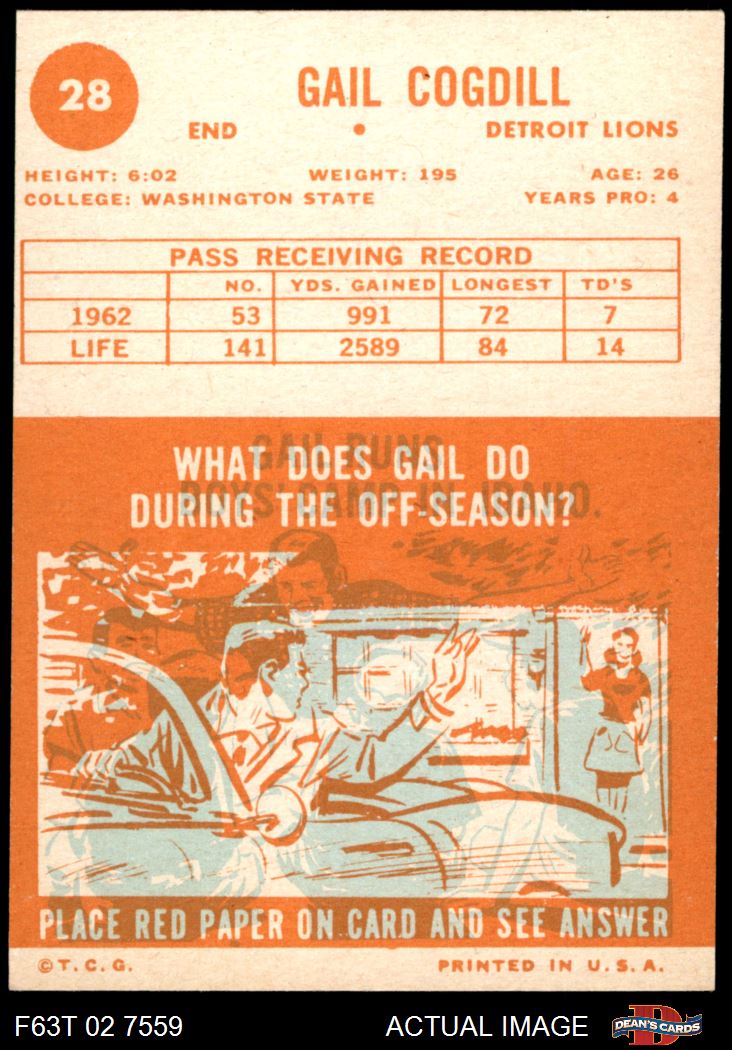 28
GAIL COGDILL
END • DETROIT LIONS
HEIGHT: 6:02 WEIGHT: 195 AGE: 26
COLLEGE: WASHINGTON STATE YEARS PRO: 4
PASS RECEIVING RECORD
NO. YDS. GAINED LONGEST TD'S
1962 53 991 72 7
LIFE 141 2589 84 14
GAIL RUNS
BOYS' CAMP IN IDAHO.
WHAT DOES GAIL DO
DURING THE OFF-SEASON?
PLACE RED PAPER ON CARD AND SEE ANSWER
© T. C. G. PRINTED IN U. S. A.
F63T 02 7559 ACTUAL IMAGE D DEAN'S CARDS